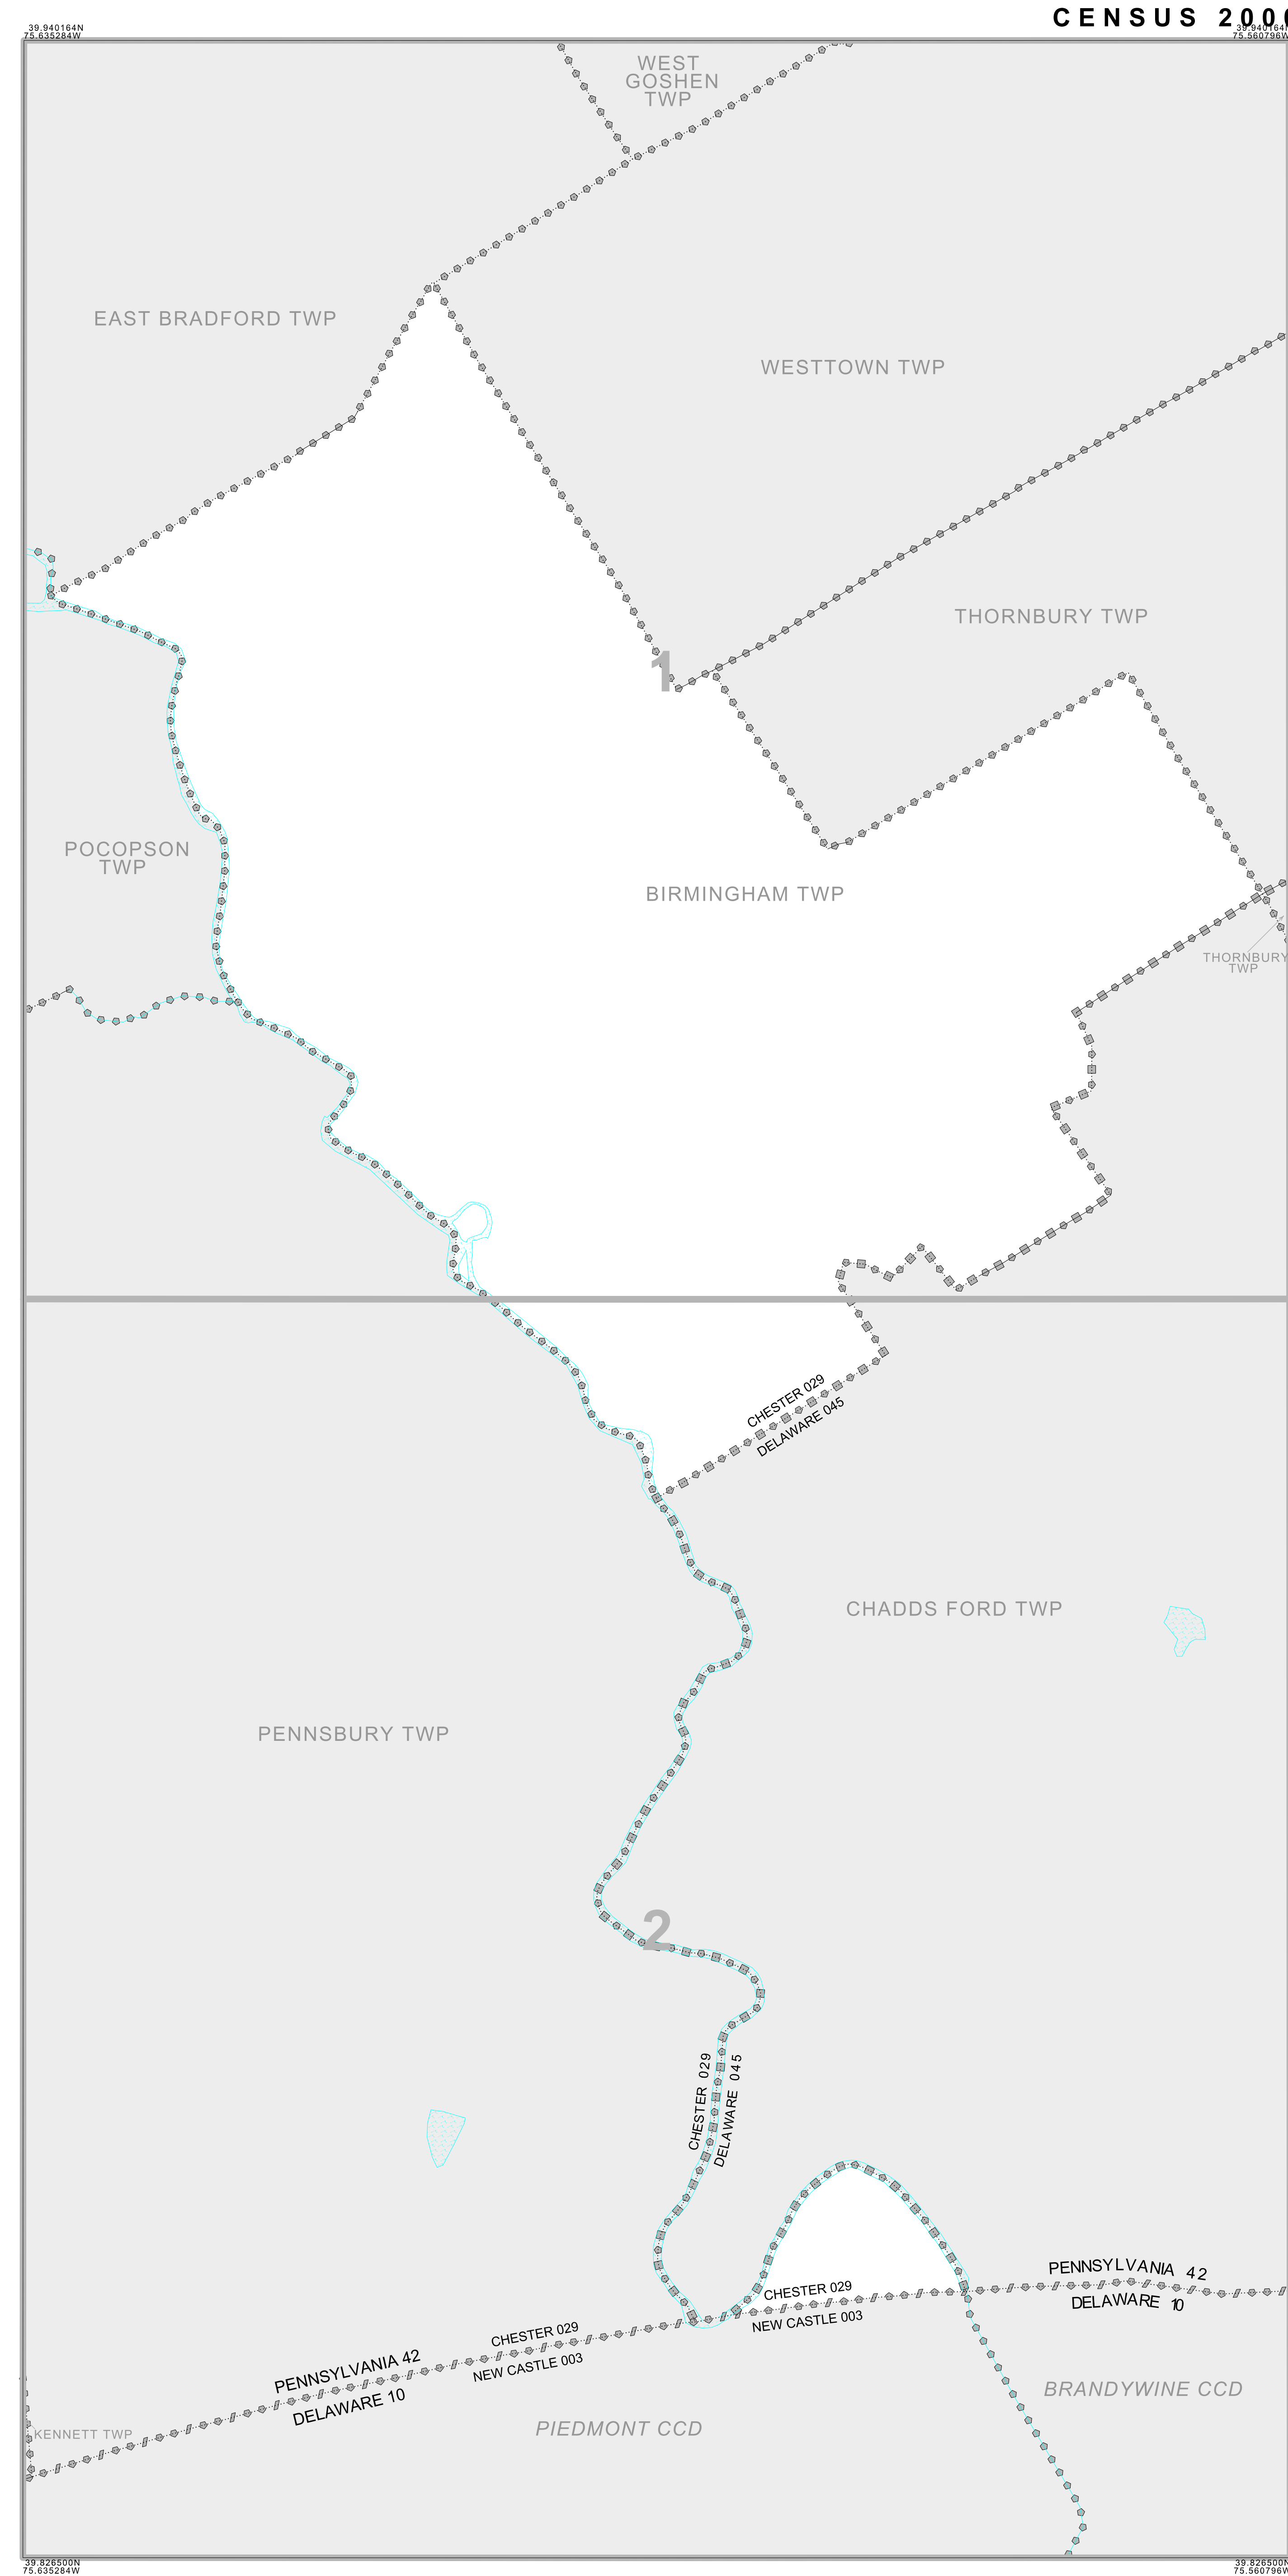 CENSUS 2000
39.940164N
75.635284W
39.940164N
75.560796W
WEST
GOSHEN
TWP
EAST BRADFORD TWP
WESTTOWN TWP
THORNBURY TWP
1
POCOPSON
TWP
BIRMINGHAM TWP
THORNBURY
TWP
CHESTER 029
DELAWARE 045
CHADDS FORD TWP
PENNSBURY TWP
2
CHESTER 029
DELAWARE 045
PENNSYLVANIA 42
DELAWARE 10
CHESTER 029
NEW CASTLE 003
CHESTER 029
NEW CASTLE 003
PENNSYLVANIA 42
DELAWARE 10
BRANDYWINE CCD
KENNETT TWP
PIEDMONT CCD
39.826500N
75.635284W
39.826500N
75.560796W